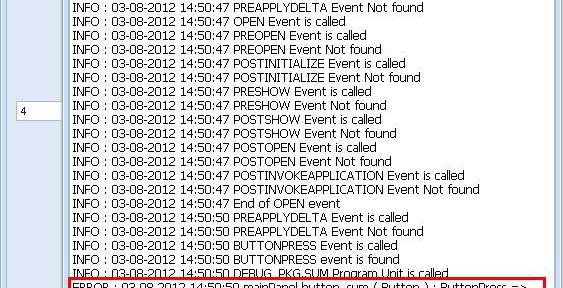 INFO : 03-08-2012 14:50:47 PREAPPLYDELTA Event Not found
INFO : 03-08-2012 14:50:47 OPEN Event is called
INFO : 03-08-2012 14:50:47 PREOPEN Event is called
INFO : 03-08-2012 14:50:47 PREOPEN Event Not found
INFO : 03-08-2012 14:50:47 POSTINITIALIZE Event is called
INFO : 03-08-2012 14:50:47 POSTINITIALIZE Event Not found
INFO : 03-08-2012 14:50:47 PRESHOW Event is called
INFO : 03-08-2012 14:50:47 PRESHOW Event Not found
4
INFO : 03-08-2012 14:50:47 POSTSHOW Event is called
INFO : 03-08-2012 14:50:47 POSTSHOW Event Not found
INFO : 03-08-2012 14:50:47 POSTOPEN Event is called
INFO : 03-08-2012 14:50:47 POSTOPEN Event Not found
INFO : 03-08-2012 14:50:47 POSTINVOKEAPPLICATION Event is called
INFO : 03-08-2012 14:50:47 POSTINVOKEAPPLICATION Event Not found
INFO : 03-08-2012 14:50:47 End of OPEN event
INFO : 03-08-2012 14:50:50 PREAPPLYDELTA Event is called
INFO : 03-08-2012 14:50:50 PREAPPLYDELTA Event Not found
INFO : 03-08-2012 14:50:50 BUTTONPRESS Event is called
INFO : 03-08-2012 14:50:50 BUTTONPRESS event is found
INFO : 03-08-2012 14:50:50 DEBUG_PKG.SUM Program Unit is called
ERROR : 03-08-2012 14:50:50 mainPanel.button_sum ( Button ) : ButtonPress =>